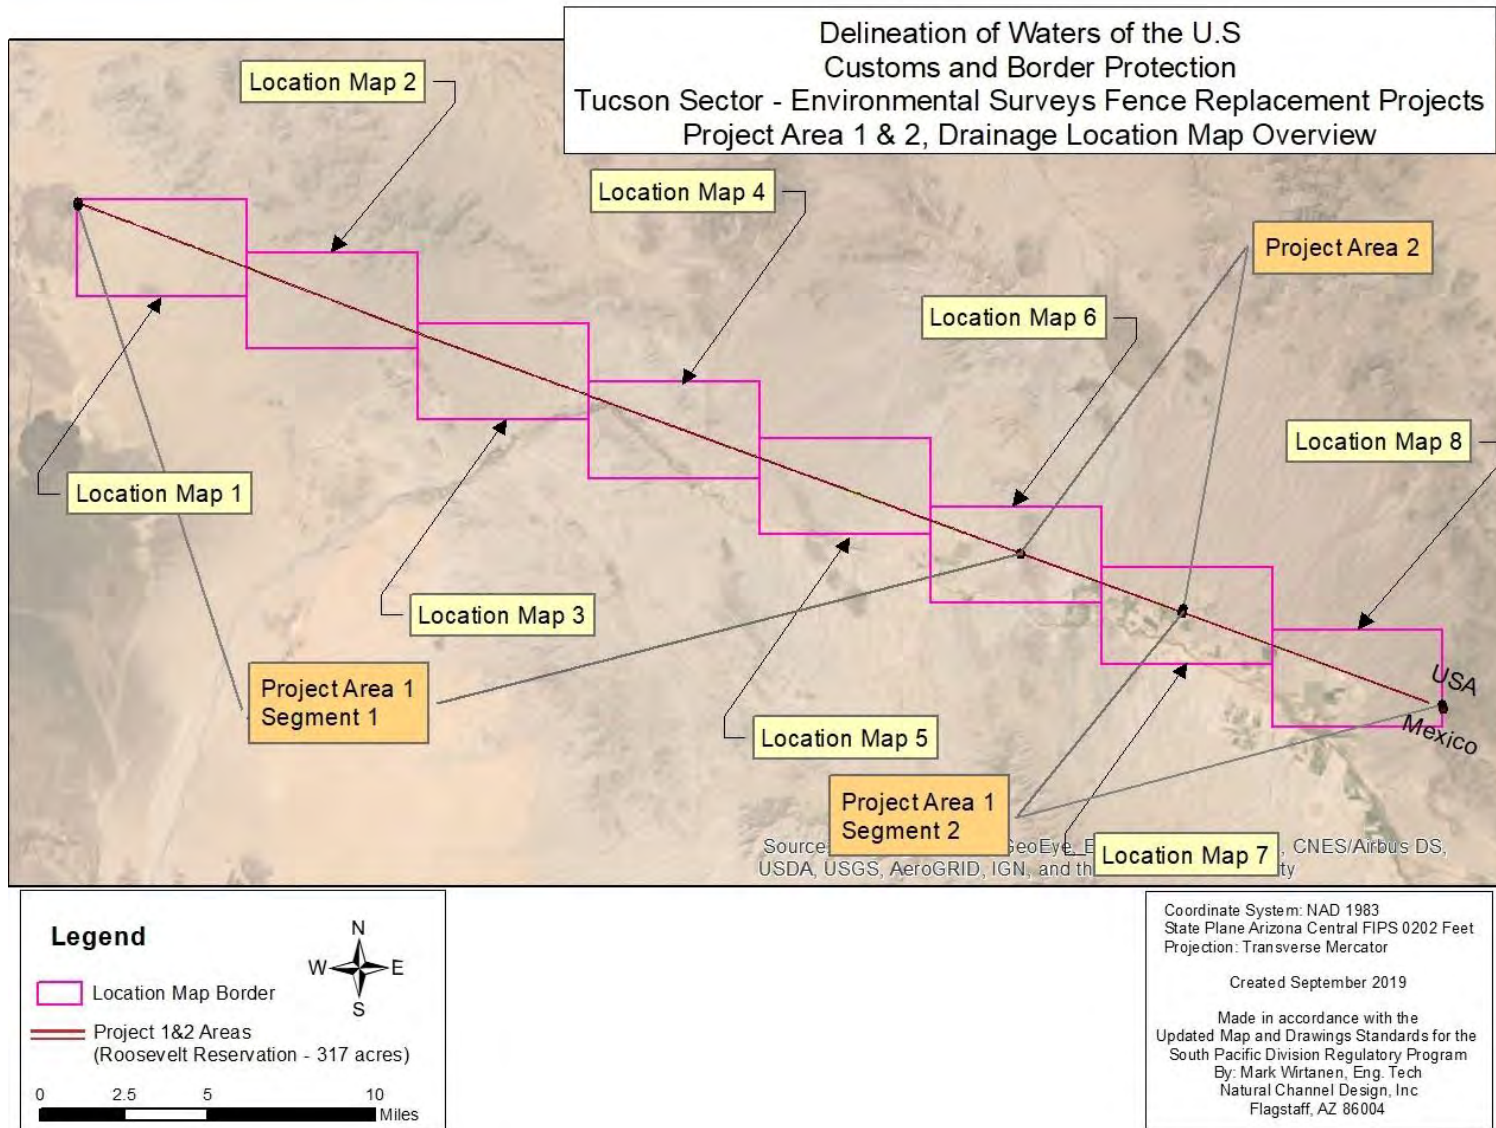 Delineation of Waters of the U.S
Customs and Border Protection
Tucson Sector - Environmental Surveys Fence Replacement Projects
Project Area 1 & 2, Drainage Location Map Overview
Location Map 2
Location Map 4
Project Area 2
Location Map 6
Location Map 8
Location Map 1
Location Map 3
Project Area 1
Segment 1
USA
Mexico
Location Map 5
Project Area 1
Segment 2
Location Map 7
Source: GeoEye, CNES/Airbus DS,
USDA, USGS, AeroGRID, IGN, and
Legend
N
W E
S
Location Map Border
Project 1&2 Areas
(Roosevelt Reservation - 317 acres)
0 2.5 5 10
Miles
Coordinate System: NAD 1983
State Plane Arizona Central FIPS 0202 Feet
Projection: Transverse Mercator
Created September 2019
Made in accordance with the
Updated Map and Drawings Standards for the
South Pacific Division Regulatory Program
By: Mark Wirtanen, Eng. Tech
Natural Channel Design, Inc
Flagstaff, AZ 86004